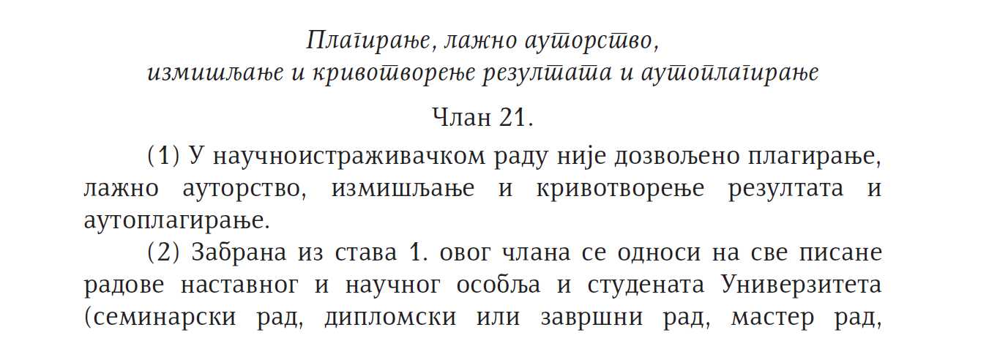 Плагирање, лажно ауторство,
измишљање и кривотворење резултата и аутоплагирање
Члан 21.
(1) У научноистраживачком раду није дозвољено плагирање,
лажно ауторство, измишљање и кривотворење резултата и
аутоплагирање.
(2) Забрана из става 1. овог члана се односи на све писане
радове наставног и научног особља и студената Универзитета
(семинарски рад, дипломски или завршни рад, мастер рад,